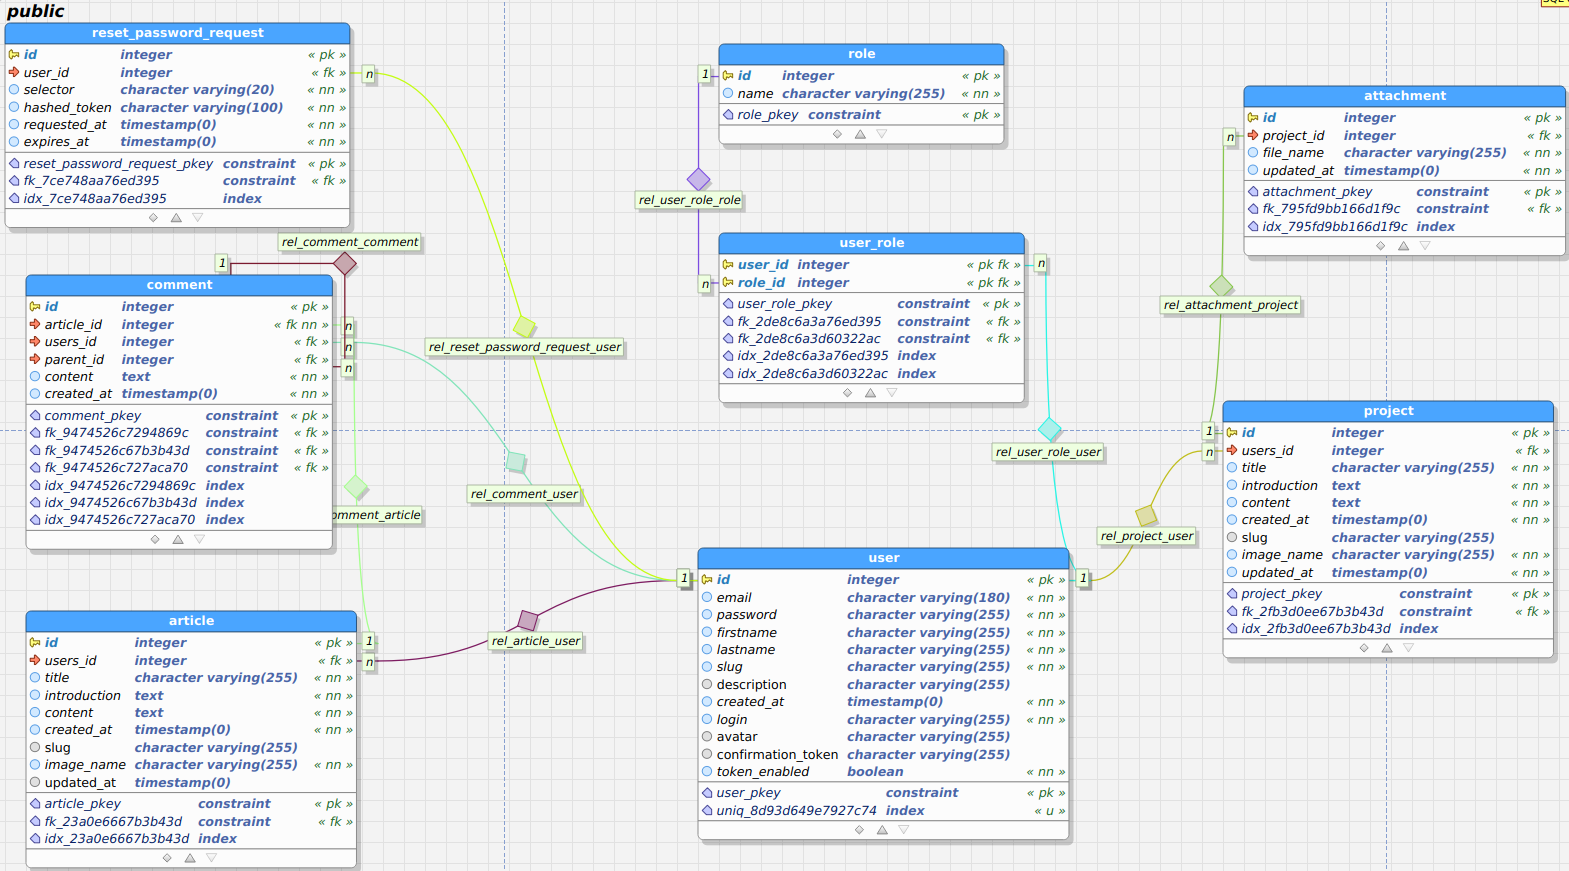 public
reset_password_request
id integer « pk »
user_id integer « fk »
selector character varying(20) « nn »
hashed_token character varying(100) « nn »
requested_at timestamp(0) « nn »
expires_at timestamp(0) « nn »
reset_password_request_pkey constraint « pk »
fk_7ce748aa76ed395 constraint « fk »
idx_7ce748aa76ed395 index
n
rel_reset_password_request_user
role
id integer « pk »
name character varying(255) « nn »
role_pkey constraint « pk »
1
rel_user_role_role
n
user_role
user_id integer « pk fk »
role_id integer « pk fk »
user_role_pkey constraint « pk »
fk_2de8c6a3a76ed395 constraint « fk »
fk_2de8c6a3d60322ac constraint « fk »
idx_2de8c6a3a76ed395 index
idx_2de8c6a3d60322ac index
n
rel_user_role_user
attachment
id integer « pk »
project_id integer « fk »
file_name character varying(255) « nn »
updated_at timestamp(0) « nn »
attachment_pkey constraint « pk »
fk_795fd9bb166d1f9c constraint « fk »
idx_795fd9bb166d1f9c index
n
rel_attachment_project
1
rel_comment_comment
1
comment
id integer « pk »
article_id integer « fk nn »
users_id integer « fk »
parent_id integer « fk »
content text « nn »
created_at timestamp(0) « nn »
comment_pkey constraint « pk »
fk_9474526c7294869c constraint « fk »
fk_9474526c67b3b43d constraint « fk »
fk_9474526c727aca70 constraint « fk »
idx_9474526c7294869c index
idx_9474526c67b3b43d index
idx_9474526c727aca70 index
n
n
n
rel_comment_user
omment_article
project
id integer « pk »
users_id integer « fk »
title character varying(255) « nn »
introduction text « nn »
content text « nn »
created_at timestamp(0) « nn »
slug character varying(255)
image_name character varying(255) « nn »
updated_at timestamp(0) « nn »
project_pkey constraint « pk »
fk_2fb3d0ee67b3b43d constraint « fk »
idx_2fb3d0ee67b3b43d index
n
rel_project_user
1
article
id integer « pk »
users_id integer « fk »
title character varying(255) « nn »
introduction text « nn »
content text « nn »
created_at timestamp(0) « nn »
slug character varying(255)
image_name character varying(255) « nn »
updated_at timestamp(0)
article_pkey constraint « pk »
fk_23a0e6667b3b43d constraint « fk »
idx_23a0e6667b3b43d index
1
n
rel_article_user
1
user
id integer « pk »
email character varying(180) « nn »
password character varying(255) « nn »
firstname character varying(255) « nn »
lastname character varying(255) « nn »
slug character varying(255) « nn »
description character varying(255)
created_at timestamp(0) « nn »
login character varying(255) « nn »
avatar character varying(255)
confirmation_token character varying(255)
token_enabled boolean « nn »
user_pkey constraint « pk »
uniq_8d93d649e7927c74 index « u »